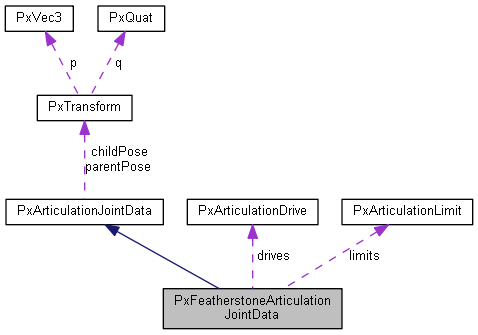 PxVec3
PxQuat
p
q
PxTransform
childPose
parentPose
PxArticulationJointData
PxArticulationDrive
PxArticulationLimit
drives
limits
PxFeatherstoneArticulation
JointData